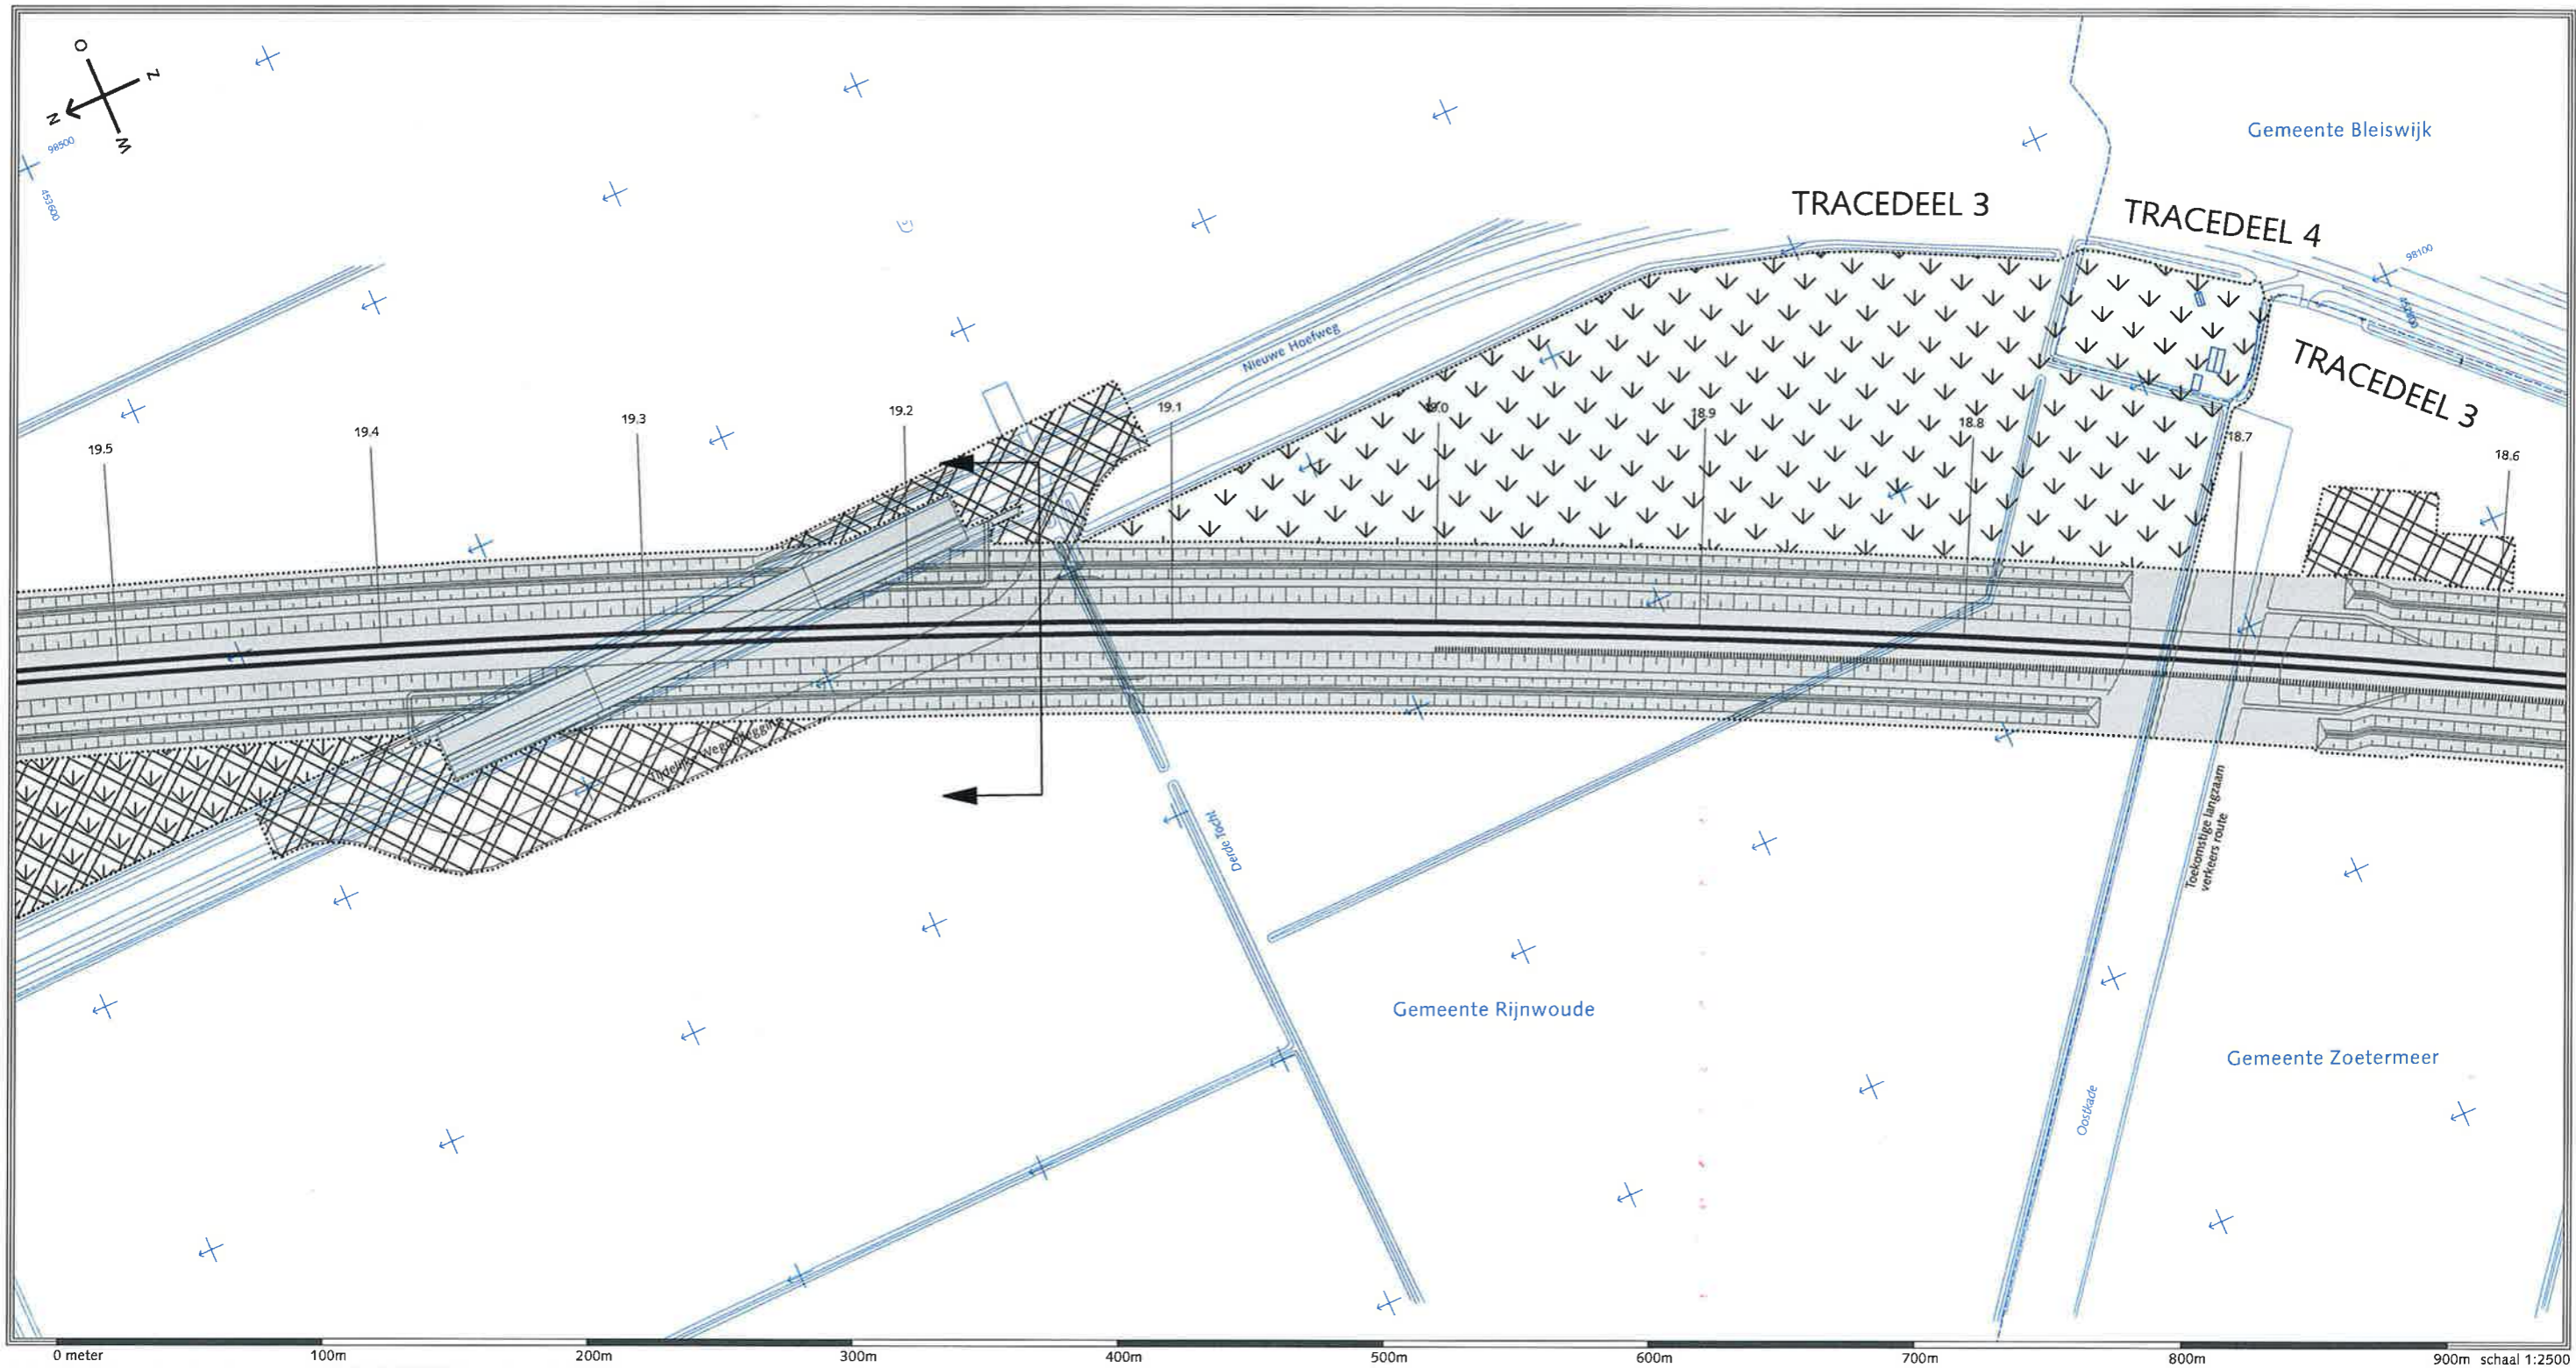 O
Z
N
W
98500
453600
Gemeente Bleiswijk
TRACEDEEL 3
TRACEDEEL 4
98100
Nieuwe Hoefweg
TRACEDEEL 3
19.5
19.4
19.3
19.2
19.1
19.0
18.9
18.8
18.7
18.6
Tijdelijke Wegomlegging
Derde Tocht
Toekomstige langzaam
verkeers route
Gemeente Rijnwoude
Gemeente Zoetermeer
Oostkade
0 meter
100m
200m
300m
400m
500m
600m
700m
800m
900m
schaal 1:2500